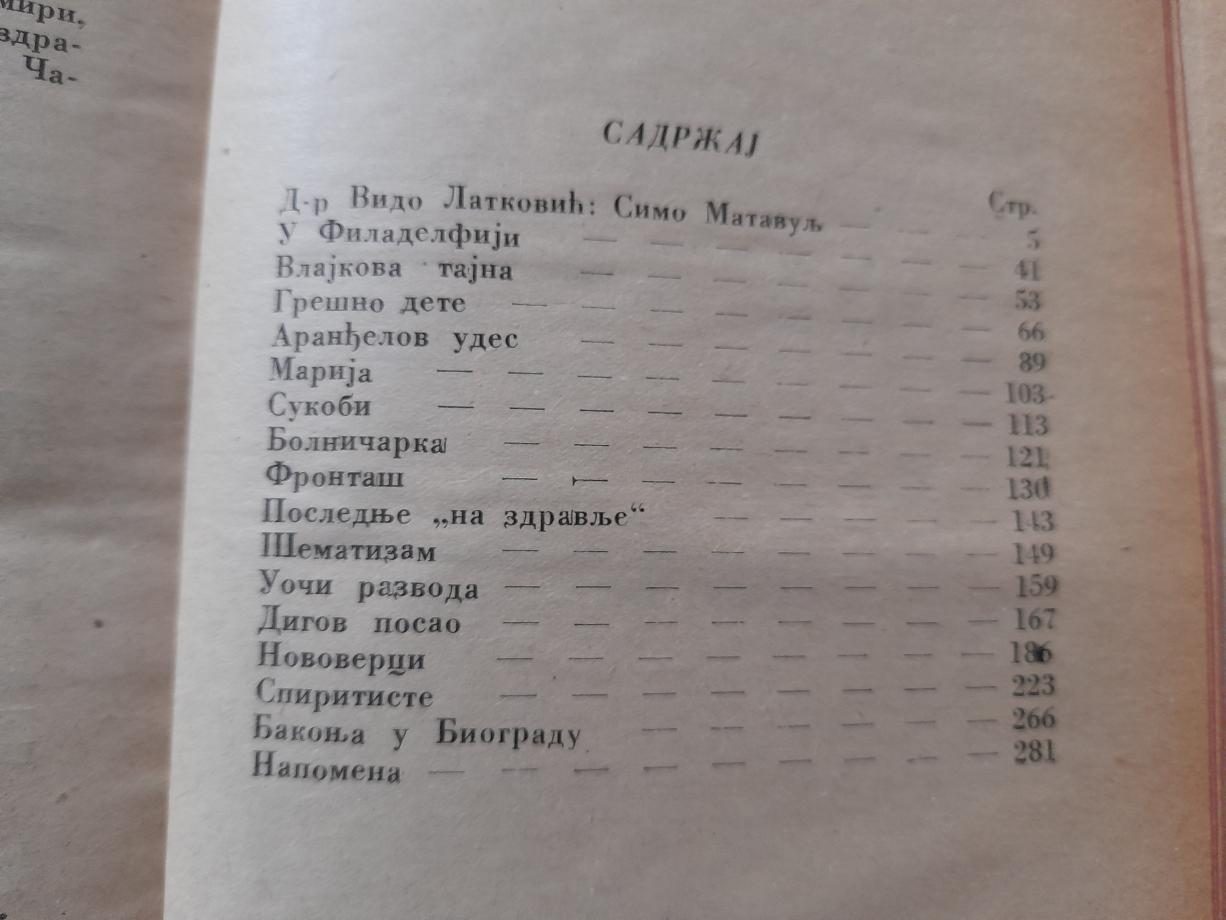 мири,
здра-
Ча-
САДРЖАЈ
Стр.
Д-р Видо Латковић: Симо Матавуљ — — — 5
У Филаделфији — — — — — — 41
Влајкова тајна — — — — — — 53
Грешно дете — — — — — — — 66
Аранђелов удес — — — — — — 89
Марија — — — — — — — — 103
Сукоби — — — — — — — — 113
Болничарка — — — — — — — 121
Фронташ — — — — — — — 130
Последње „на здравље“ — — — — 143
Шематизам — — — — — — — 149
Уочи развода — — — — — — — 159
Дигов посао — — — — — — — 167
Нововерци — — — — — — — 186
Спиритисте — — — — — — — 223
Бакоња у Биограду — — — — — 266
Напомена — — — — — — — — 281